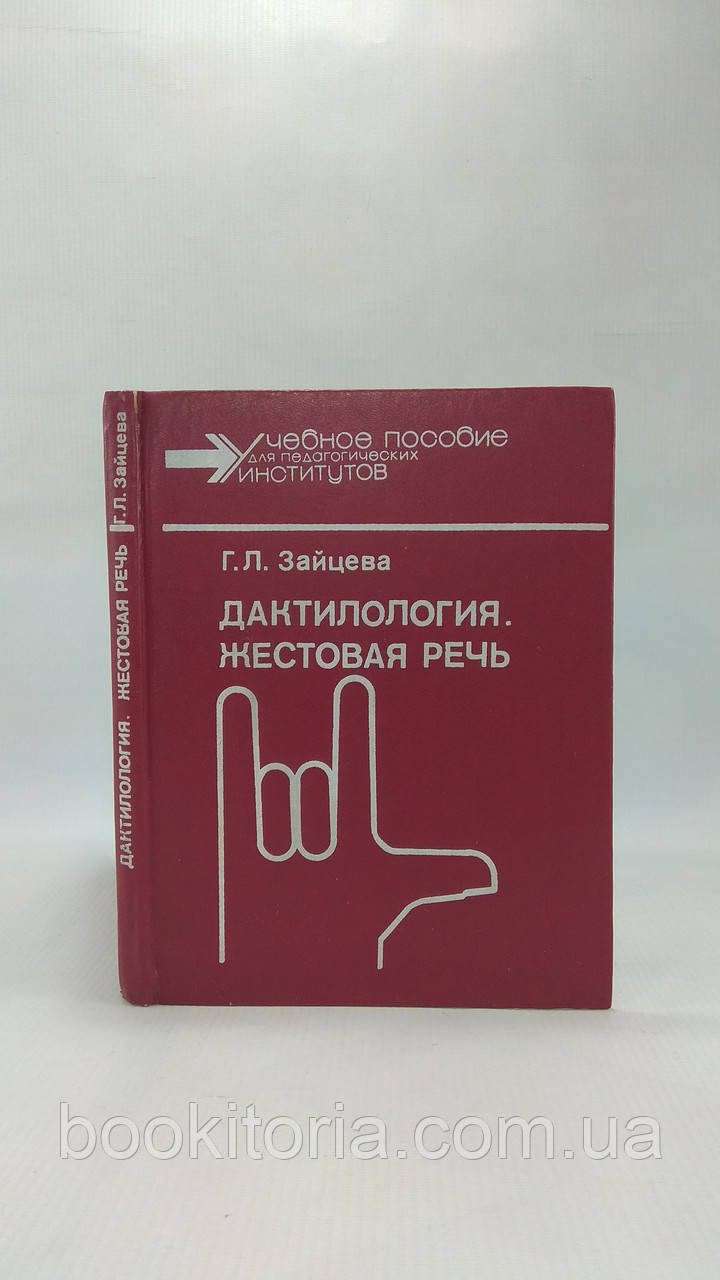 Учебное пособие
для педагогических
институтов
Г.Л. Зайцева
ДАКТИЛОЛОГИЯ.
ЖЕСТОВАЯ РЕЧЬ
ДАКТИЛОЛОГИЯ. ЖЕСТОВАЯ РЕЧЬ Г.Л. Зайцева
bookitoria.com.ua